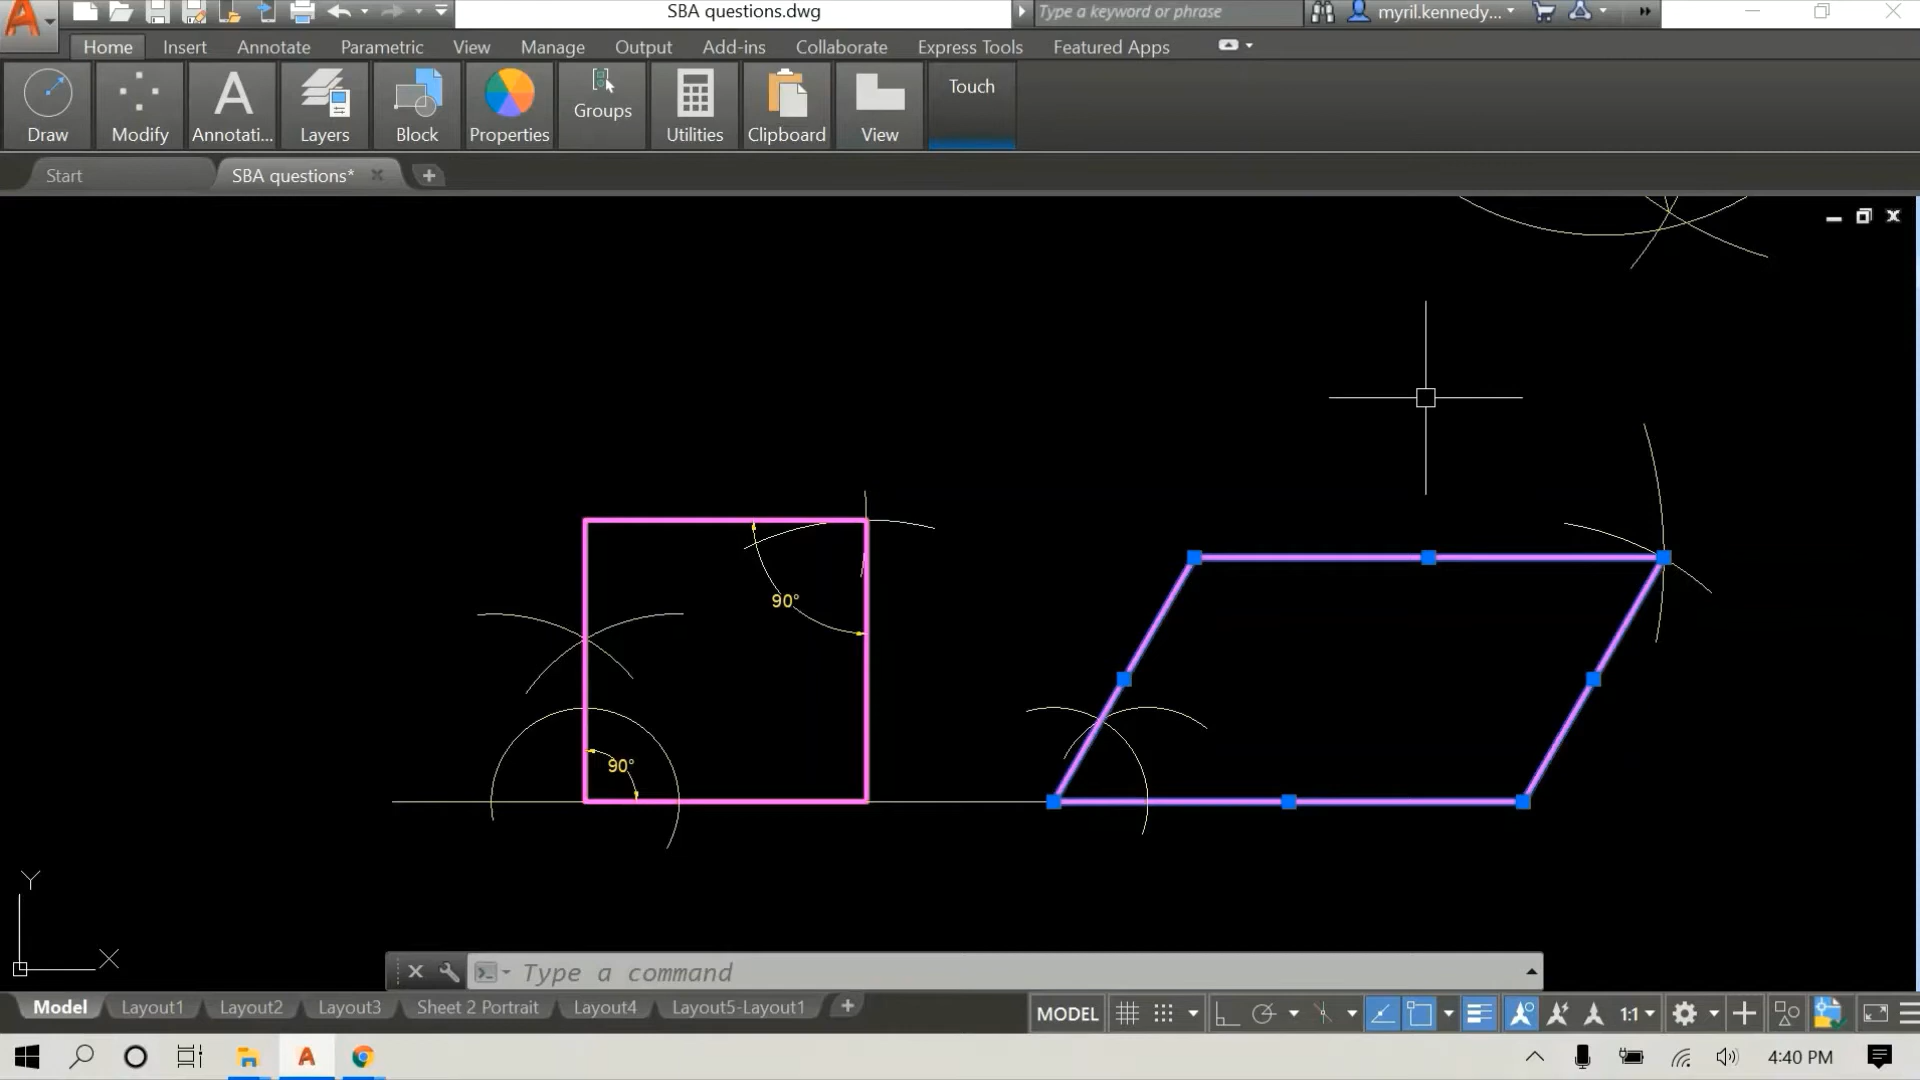 A
SBA questions.dwg
Type a keyword or phrase
myril.kennedy...
Home
Insert
Annotate
Parametric
View
Manage
Output
Add-ins
Collaborate
Express Tools
Featured Apps
Draw
Modify
A
Annotati...
Layers
Block
Properties
Groups
Utilities
Clipboard
View
Touch
Start
SBA questions*
90°
90°
Y
X
Type a command
Model
Layout1
Layout2
Layout3
Sheet 2 Portrait
Layout4
Layout5-Layout1
MODEL
1:1
A
4:40 PM